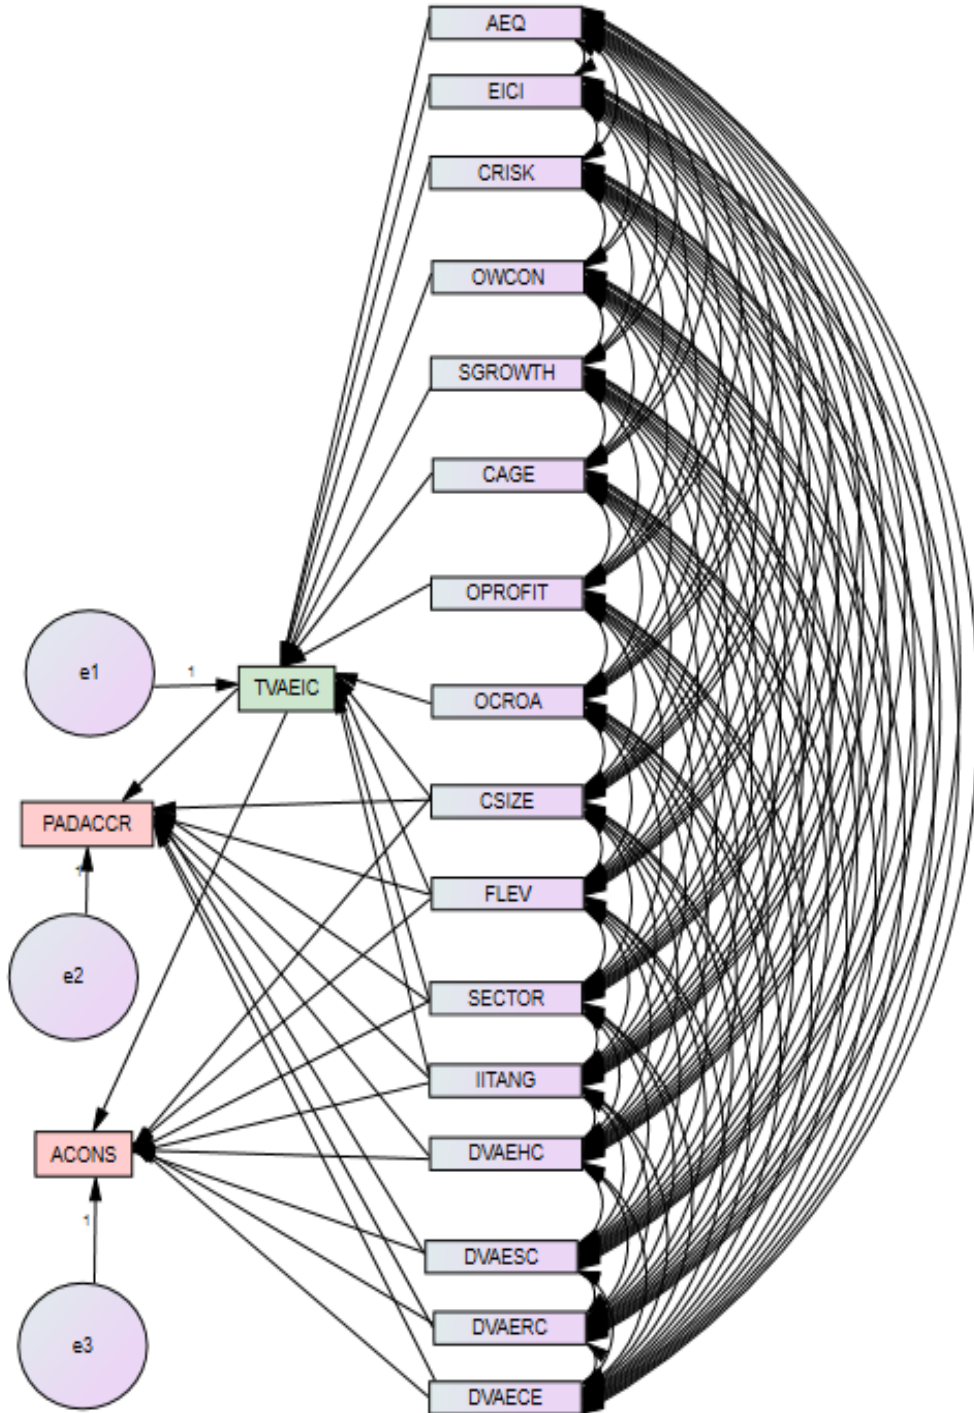 AEQ
EICI
CRISK
OWCON
SGROWTH
CAGE
OPROFIT
e1
1
TVAEIC
OCROA
CSIZE
PADACCR
1
FLEV
e2
SECTOR
IITANG
ACONS
DVAEHC
1
DVAESC
DVAERC
e3
DVAECE